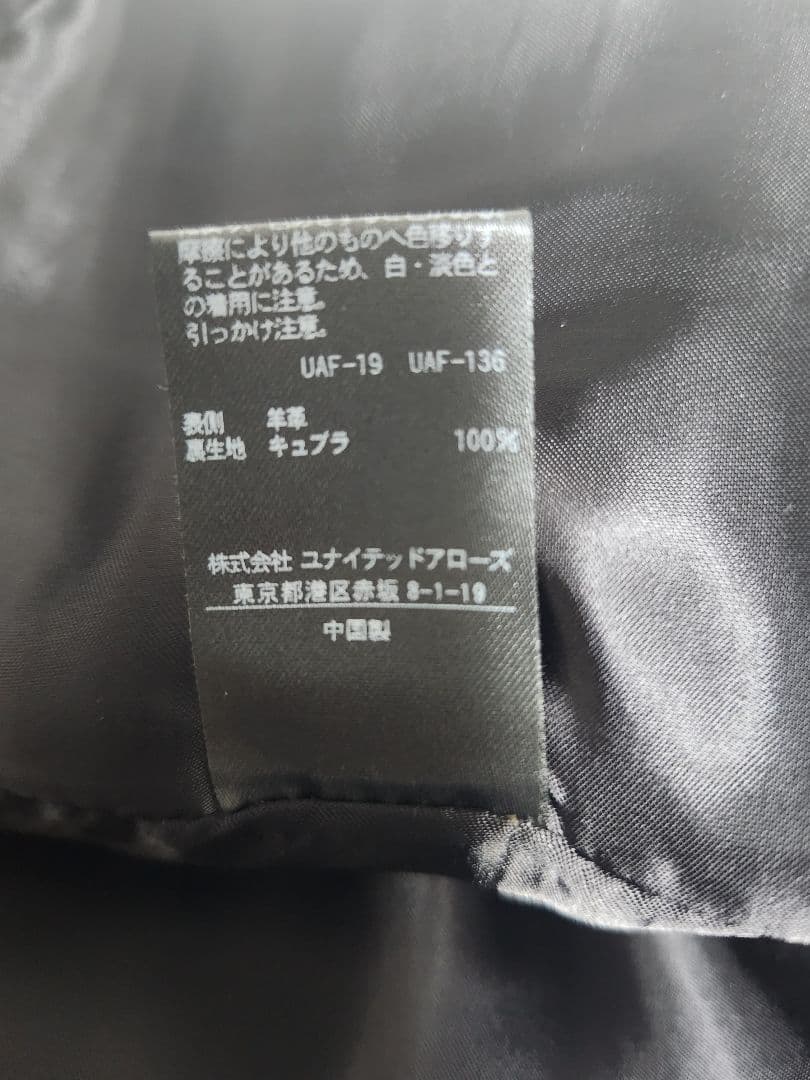 摩擦により他のものへ色移りす
ることがあるため、白・淡色と
の着用に注意。
引っかけ注意。
UAF-19 UAF-136
表側 羊革
裏生地 キュプラ 100%
株式会社 ユナイテッドアローズ
東京都港区赤坂 8-1-19
中国製